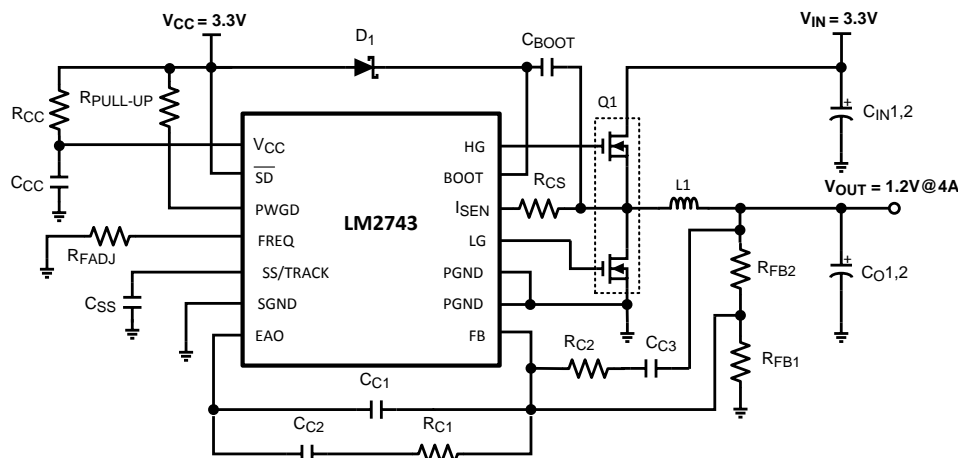 VCC = 3.3V
VIN = 3.3V
D1
CBOOT
RCC
RPULL-UP
Q1
CIN1,2
VCC
HG
CCC
SD
BOOT
RCS
L1
VOUT = 1.2V@4A
PWGD
LM2743
ISEN
FREQ
LG
RFADJ
RFB2
CO1,2
SS/TRACK
PGND
CSS
SGND
PGND
EAO
FB
RC2
CC3
RFB1
CC1
CC2
RC1